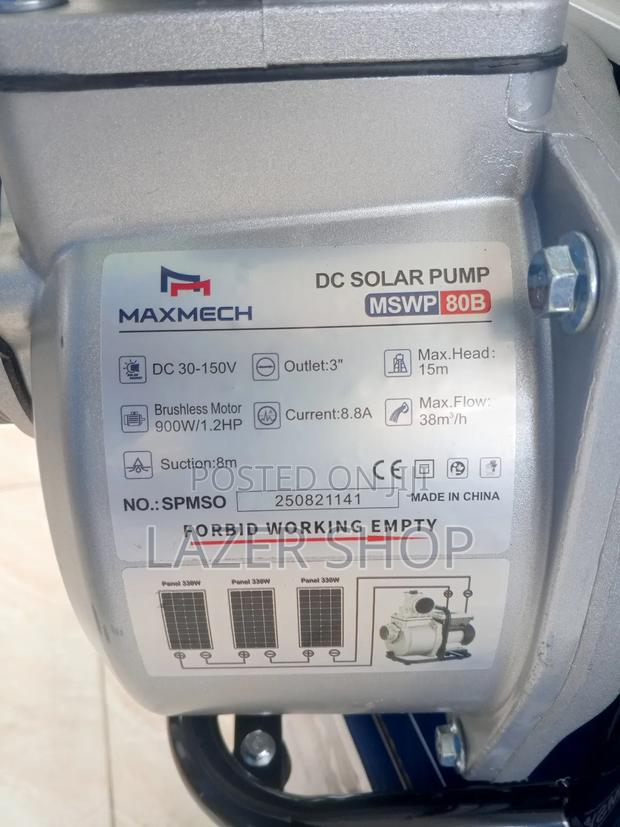 MAXMECH
DC SOLAR PUMP
MSWP 80B
DC 30-150V
Outlet:3"
Max.Head:
15m
Brushless Motor
900W/1.2HP
Current:8.8A
Max.Flow:
38m³/h
Suction:8m
CE
POSTED ON JIJI
NO.:SPMSO 250821141 MADE IN CHINA
FORBID WORKING EMPTY
LAZER SHOP
Panel 330W Panel 330W Panel 330W